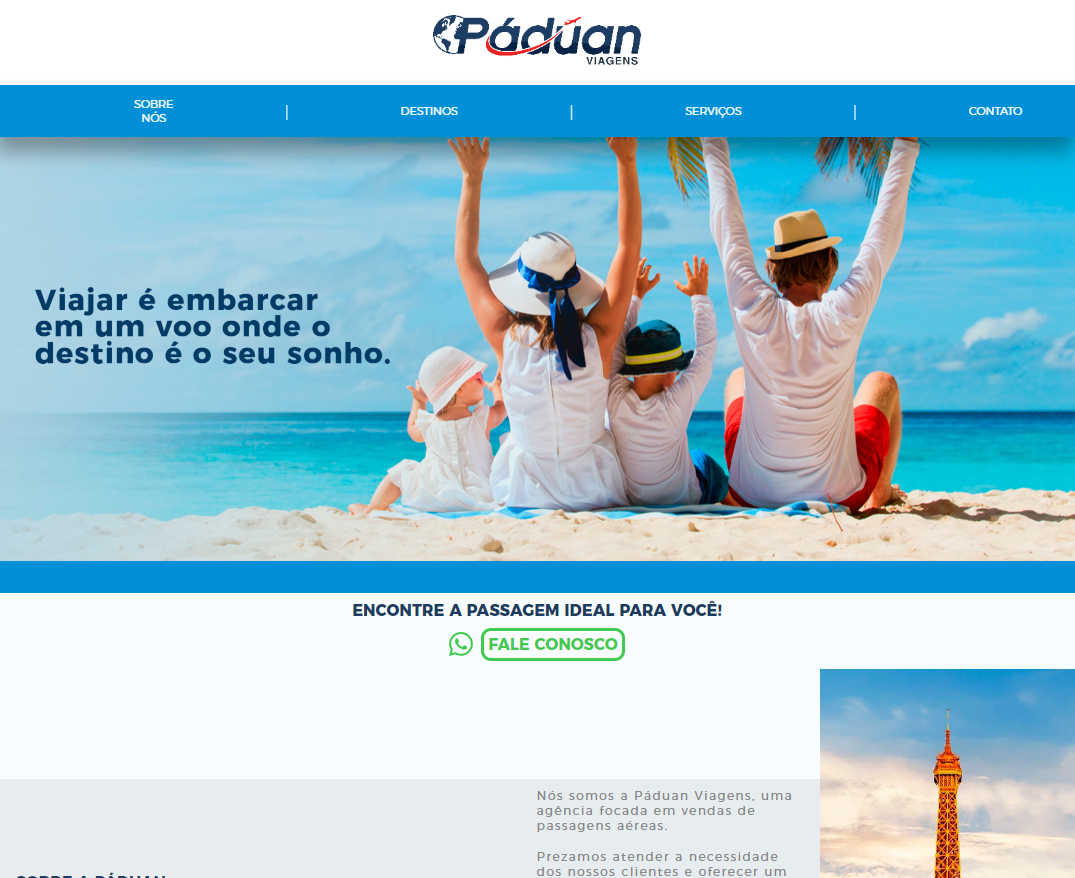 Páduan
VIAGENS
SOBRE
NÓS
|
DESTINOS
|
SERVIÇOS
|
CONTATO
Viajar é embarcar
em um voo onde o
destino é o seu sonho.
ENCONTRE A PASSAGEM IDEAL PARA VOCÊ!
FALE CONOSCO
Nós somos a Páduan Viagens, uma
agência focada em vendas de
passagens aéreas.
Prezamos atender a necessidade
dos nossos clientes e oferecer um
SOBRE A PÁDUAN